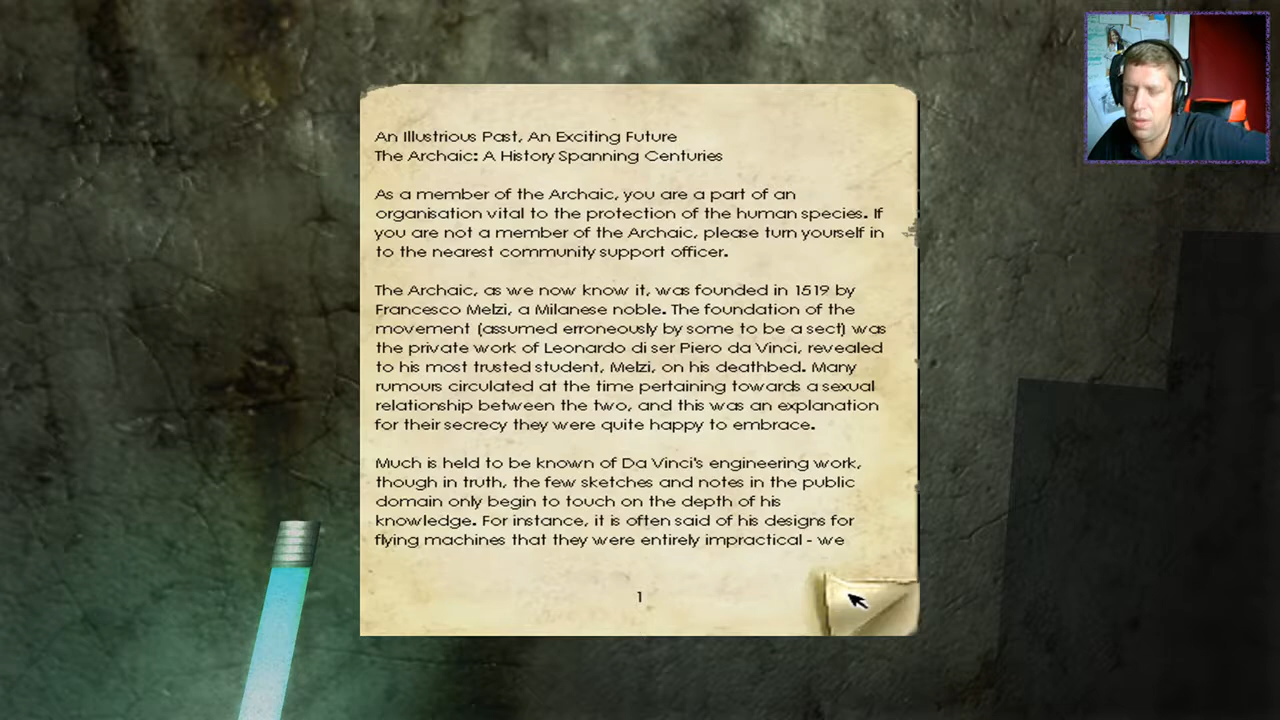 An Illustrious Past, An Exciting Future
The Archaic: A History Spanning Centuries
As a member of the Archaic, you are a part of an
organisation vital to the protection of the human species. If
you are not a member of the Archaic, please turn yourself in
to the nearest community support officer.
The Archaic, as we now know it, was founded in 1519 by
Francesco Melzi, a Milanese noble. The foundation of the
movement (assumed erroneously by some to be a sect) was
the private work of Leonardo di ser Piero da Vinci, revealed
to his most trusted student, Melzi, on his deathbed. Many
rumours circulated at the time pertaining towards a sexual
relationship between the two, and this was an explanation
for their secrecy they were quite happy to embrace.
Much is held to be known of Da Vinci's engineering work,
though in truth, the few sketches and notes in the public
domain only begin to touch on the depth of his
knowledge. For instance, it is often said of his designs for
flying machines that they were entirely impractical - we
1